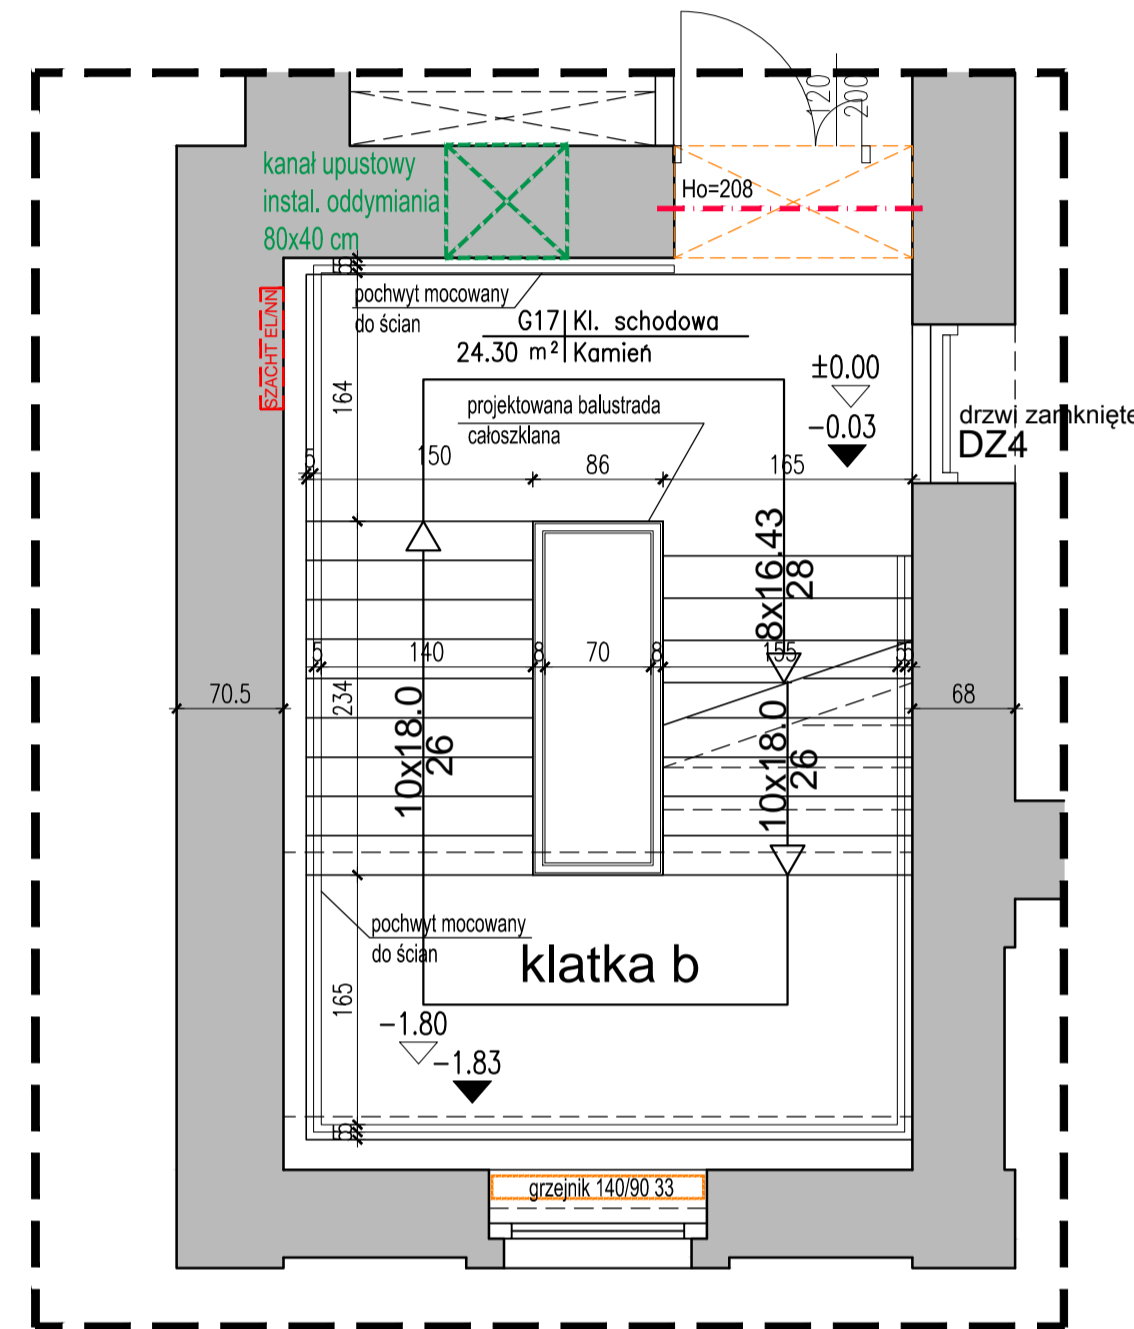 120
200
kanał upustowy
instal. oddymiania
80x40 cm
Ho=208
SZACHT EL/NN
pochwyt mocowany
do ścian
G17 Kl. schodowa
24.30 m² Kamień
±0.00
-0.03
drzwi zamknięte
DZ4
164
projektowana balustrada
całoszklana
5
150
86
165
8x16.43
28
5
140
8
70
8
155
5
5
70.5
234
68
10x18.0
26
10x18.0
26
pochwyt mocowany
do ścian
klatka b
165
-1.80
-1.83
grzejnik 140/90 33